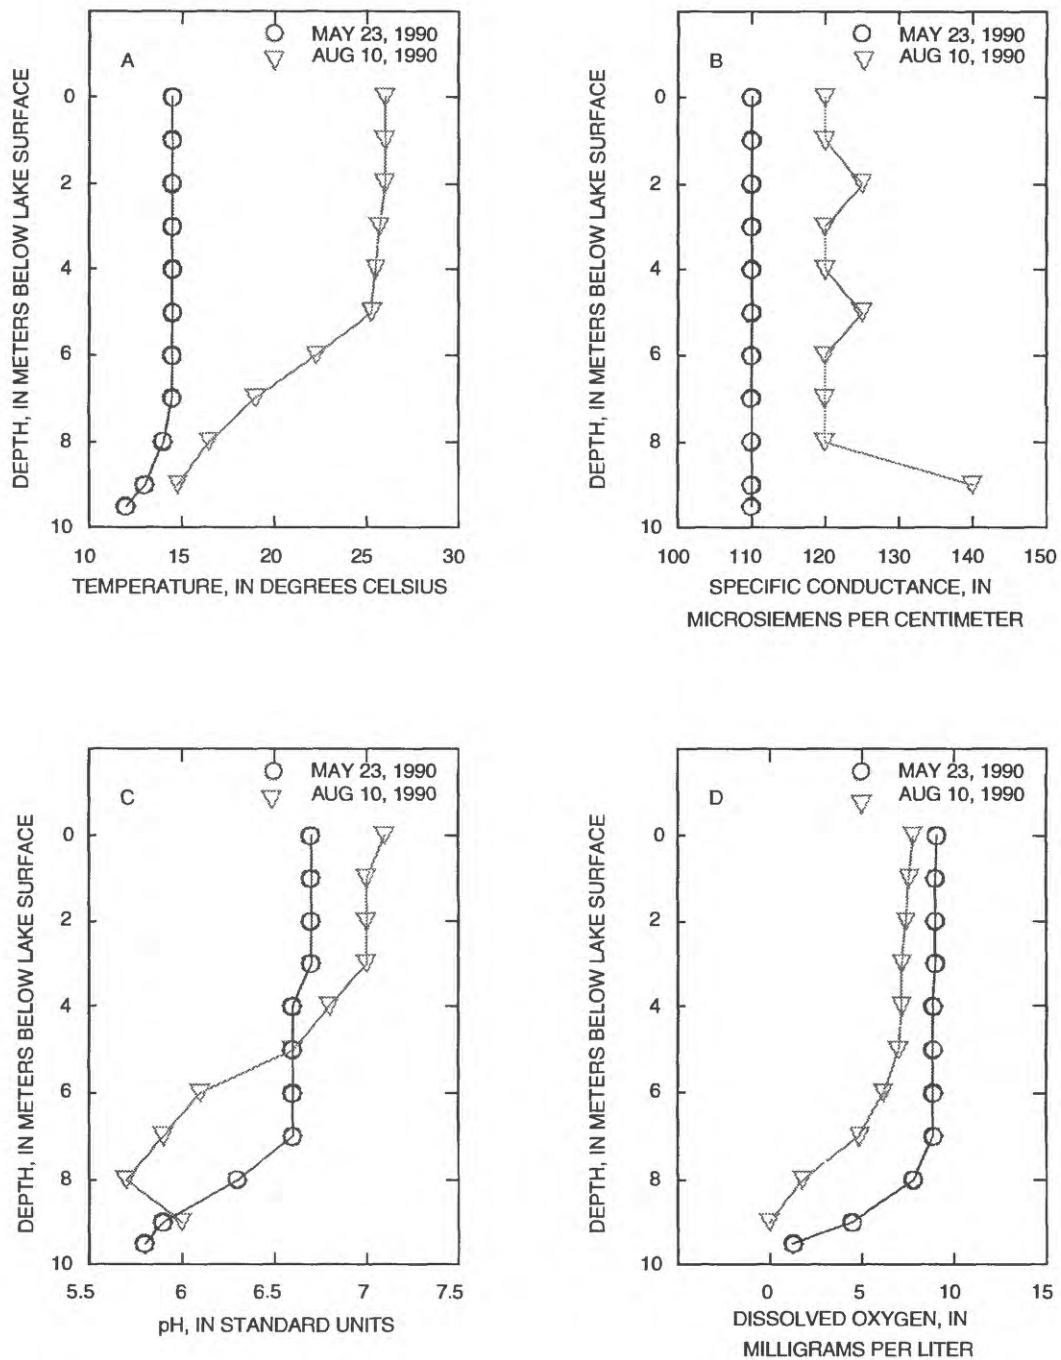 A
MAY 23, 1990
AUG 10, 1990
DEPTH, IN METERS BELOW LAKE SURFACE
0
2
4
6
8
10
10 15 20 25 30
TEMPERATURE, IN DEGREES CELSIUS
B
MAY 23, 1990
AUG 10, 1990
DEPTH, IN METERS BELOW LAKE SURFACE
0
2
4
6
8
10
100 110 120 130 140 150
SPECIFIC CONDUCTANCE, IN
MICROSIEMENS PER CENTIMETER
C
MAY 23, 1990
AUG 10, 1990
DEPTH, IN METERS BELOW LAKE SURFACE
0
2
4
6
8
10
5.5 6 6.5 7 7.5
pH, IN STANDARD UNITS
D
MAY 23, 1990
AUG 10, 1990
DEPTH, IN METERS BELOW LAKE SURFACE
0
2
4
6
8
10
0 5 10 15
DISSOLVED OXYGEN, IN
MILLIGRAMS PER LITER